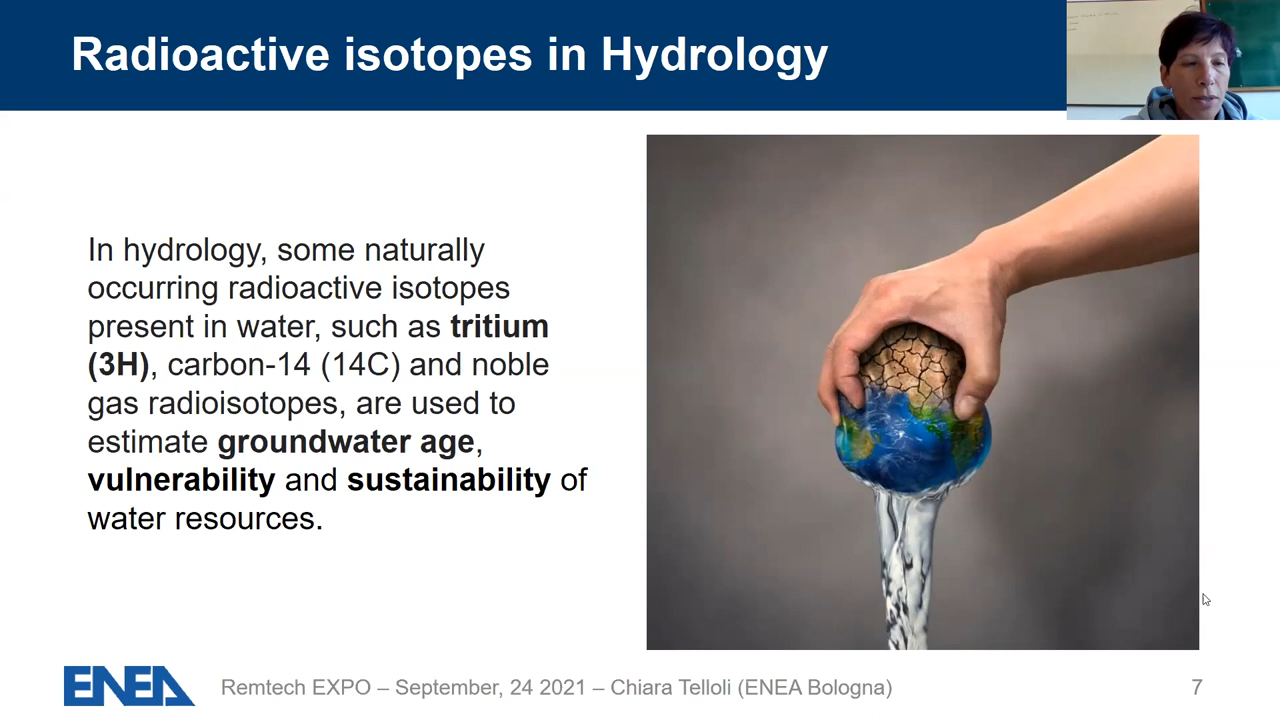 Radioactive isotopes in Hydrology
In hydrology, some naturally
occurring radioactive isotopes
present in water, such as tritium
(3H), carbon-14 (14C) and noble
gas radioisotopes, are used to
estimate groundwater age,
vulnerability and sustainability of
water resources.
ENEA
Remtech EXPO – September, 24 2021 – Chiara Telloli (ENEA Bologna)
7